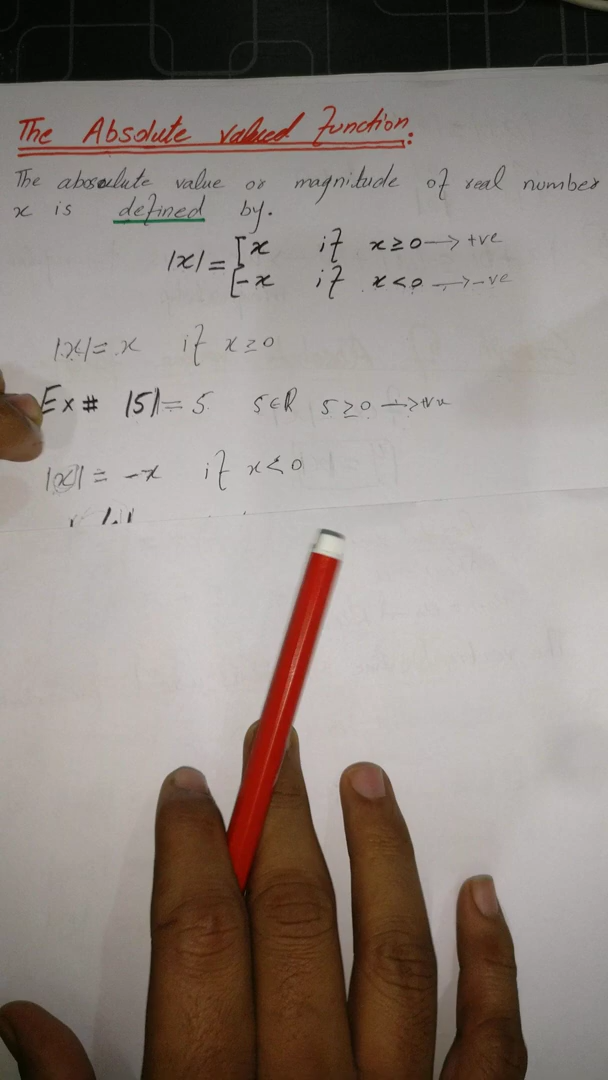 The Absolute valued Function.
The absoulute value or magnitude of real number
x is defined by.
|x| = [x if x ≥ 0 → +ve
[-x if x < 0 → -ve
|x| = x if x ≥ 0
Ex # |5| = 5 5 ∈ R 5 ≥ 0 → +ve
|x| = -x if x < 0